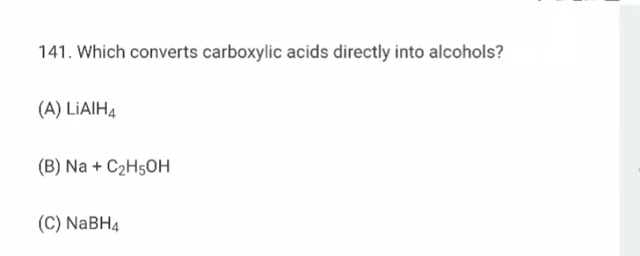 141. Which converts carboxylic acids directly into alcohols?
(A) LiAlH4
(B) Na + C2H5OH
(C) NaBH4